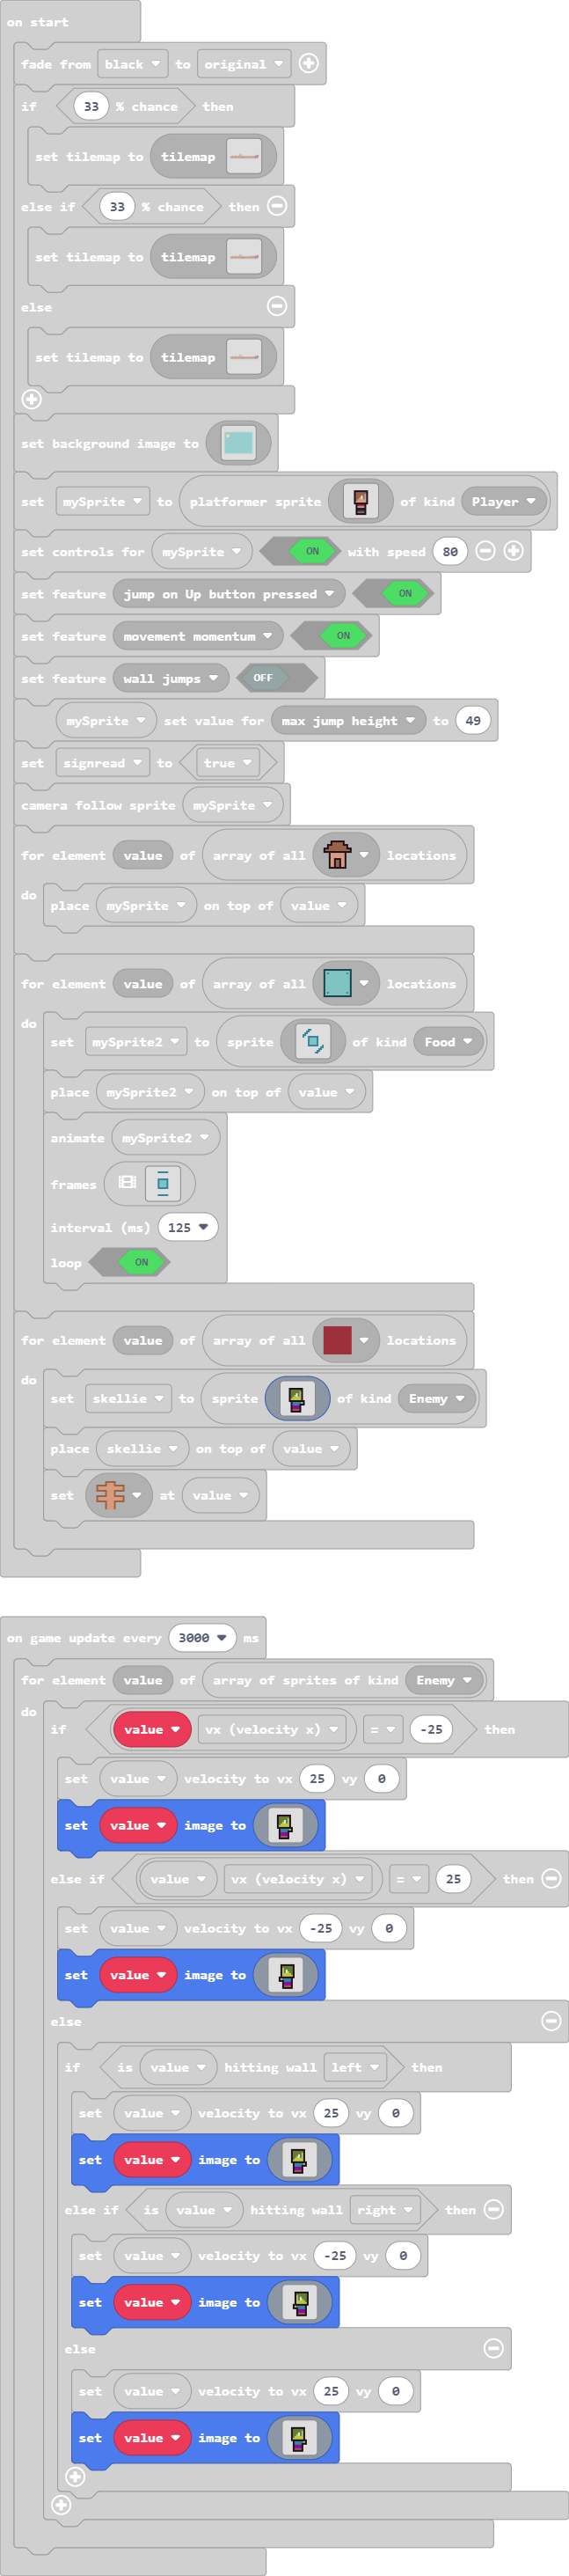 on start
fade from black to original
if 33 % chance then
set tilemap to tilemap
else if 33 % chance then
set tilemap to tilemap
else
set tilemap to tilemap
set background image to
set mySprite to platformer sprite of kind Player
set controls for mySprite ON with speed 80
set feature jump on Up button pressed ON
set feature movement momentum ON
set feature wall jumps OFF
mySprite set value for max jump height to 49
set signread to true
camera follow sprite mySprite
for element value of array of all locations
do
place mySprite on top of value
for element value of array of all locations
do
set mySprite2 to sprite of kind Food
place mySprite2 on top of value
animate mySprite2
frames
interval (ms) 125
loop ON
for element value of array of all locations
do
set skellie to sprite of kind Enemy
place skellie on top of value
set at value
on game update every 3000 ms
for element value of array of sprites of kind Enemy
do
if value vx (velocity x) = -25 then
set value velocity to vx 25 vy 0
set value image to
else if value vx (velocity x) = 25 then
set value velocity to vx -25 vy 0
set value image to
else
if is value hitting wall left then
set value velocity to vx 25 vy 0
set value image to
else if is value hitting wall right then
set value velocity to vx -25 vy 0
set value image to
else
set value velocity to vx 25 vy 0
set value image to